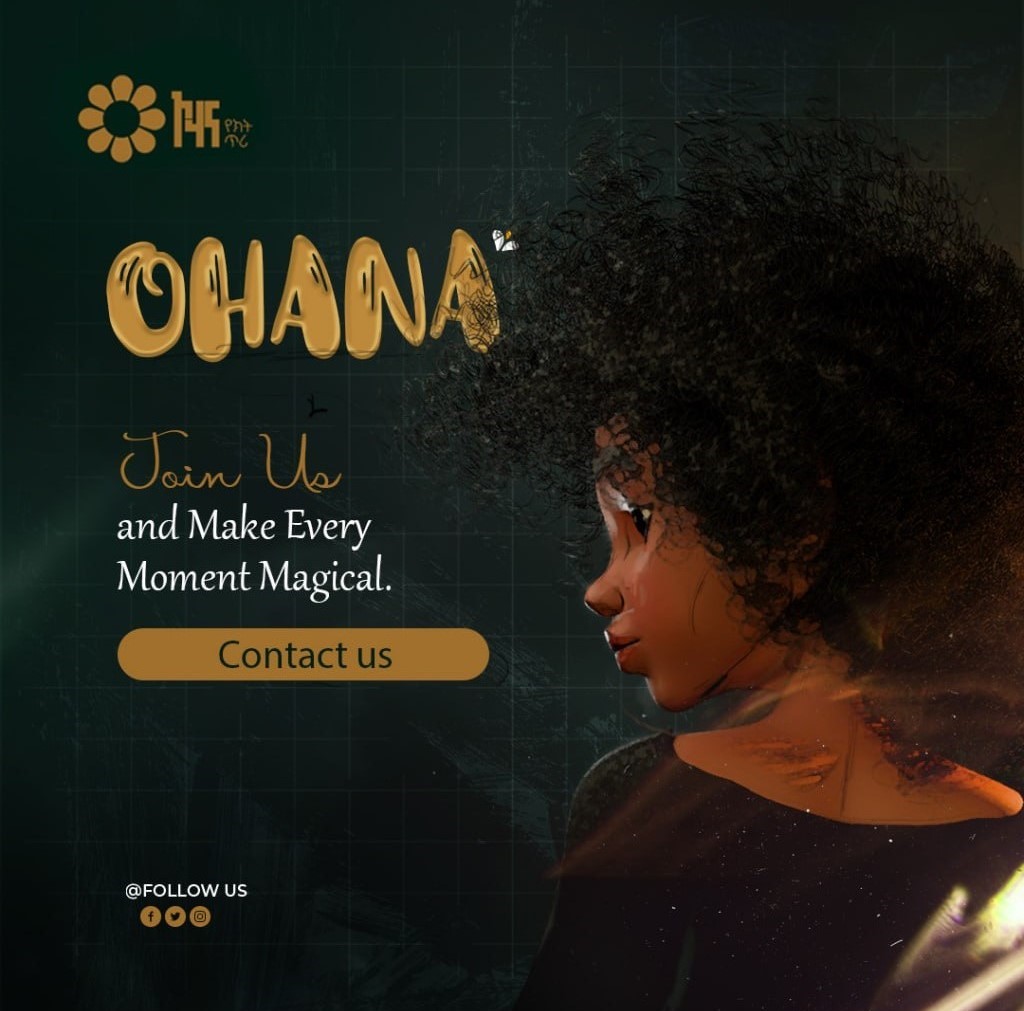 OHANA
Join Us
and Make Every
Moment Magical.
Contact us
@FOLLOW US